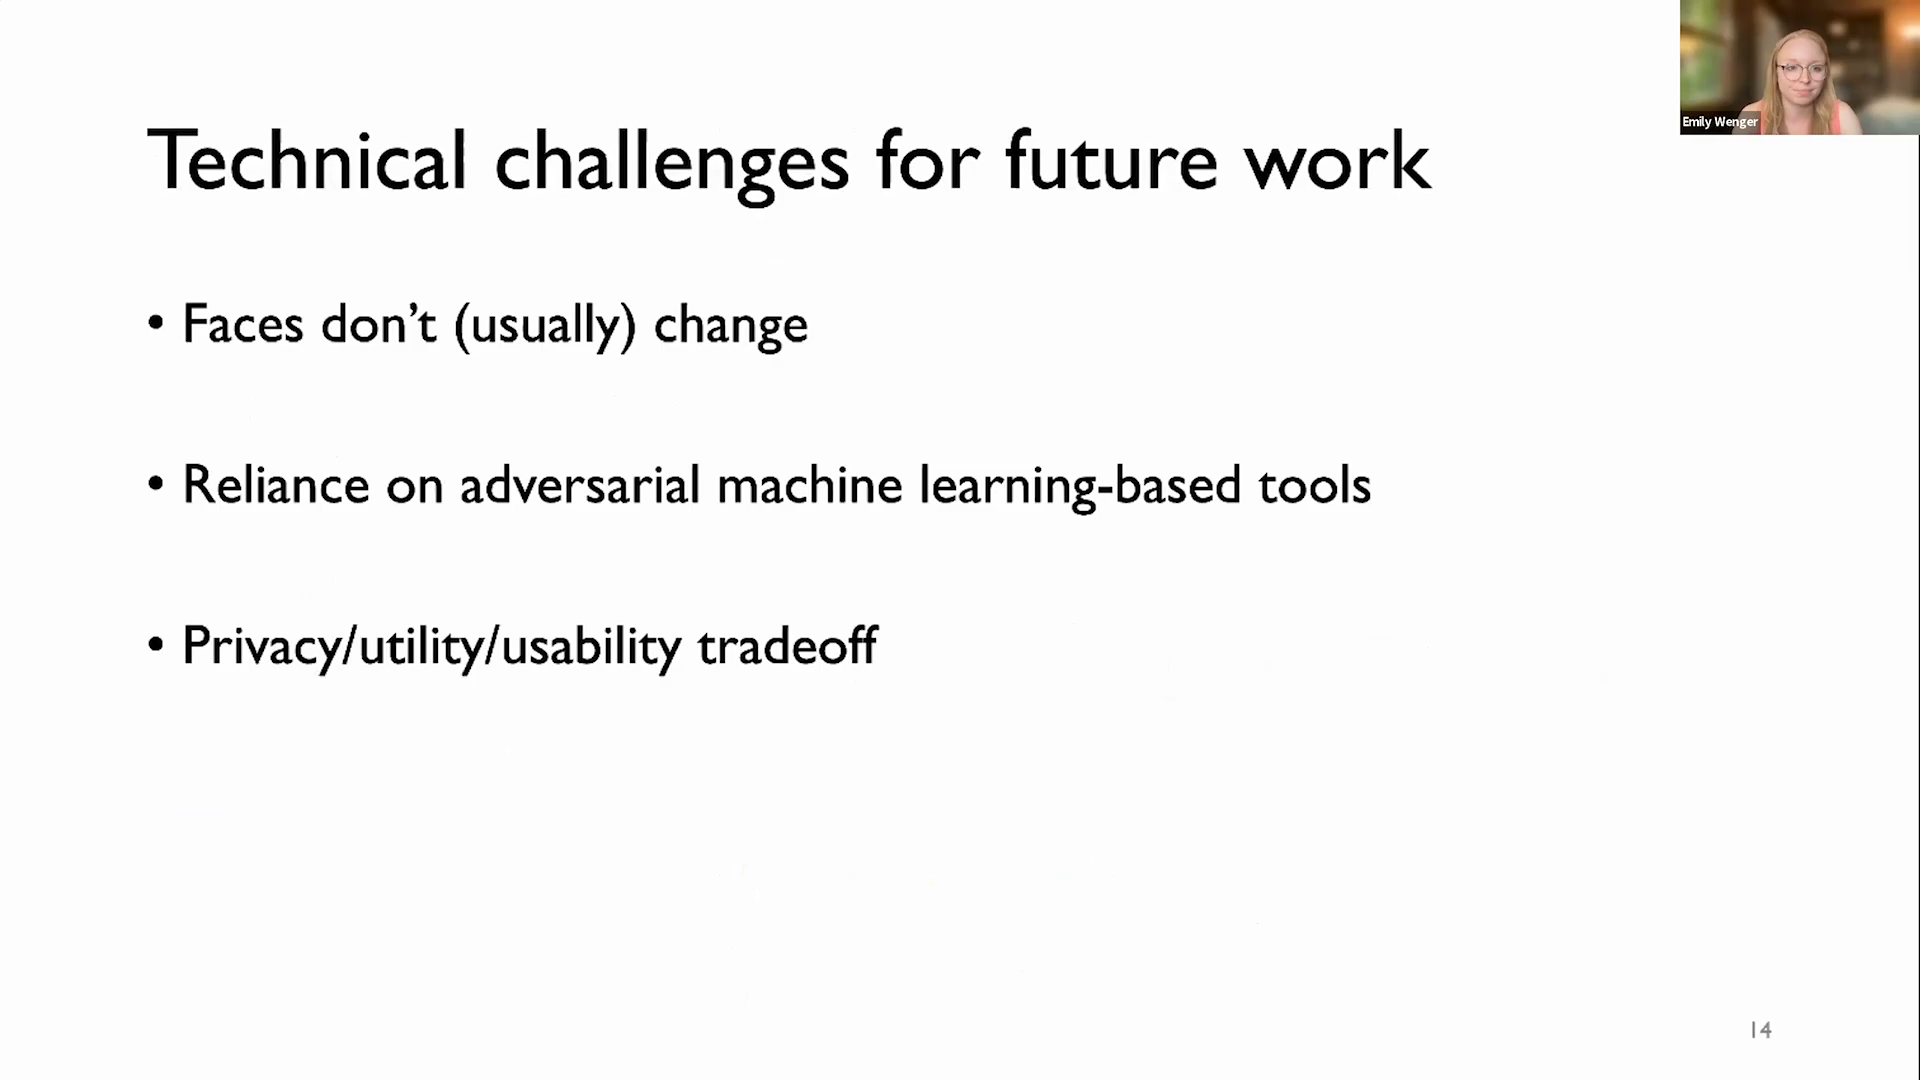 Emily Wenger
Technical challenges for future work
• Faces don’t (usually) change
• Reliance on adversarial machine learning-based tools
• Privacy/utility/usability tradeoff
14